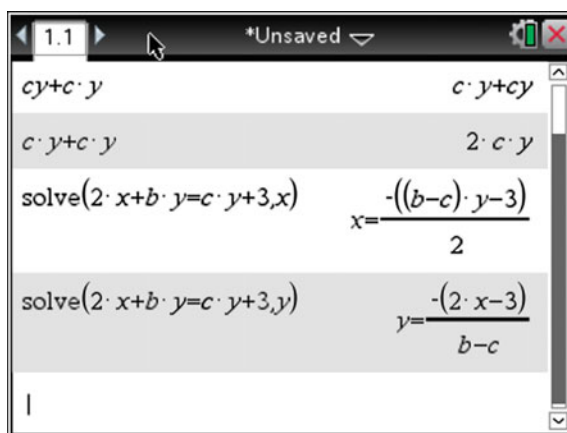 1.1 *Unsaved
cy+c·y c·y+cy
c·y+c·y 2·c·y
solve(2·x+b·y=c·y+3,x) x=-((b-c)·y-3)/2
solve(2·x+b·y=c·y+3,y) y=-(2·x-3)/b-c